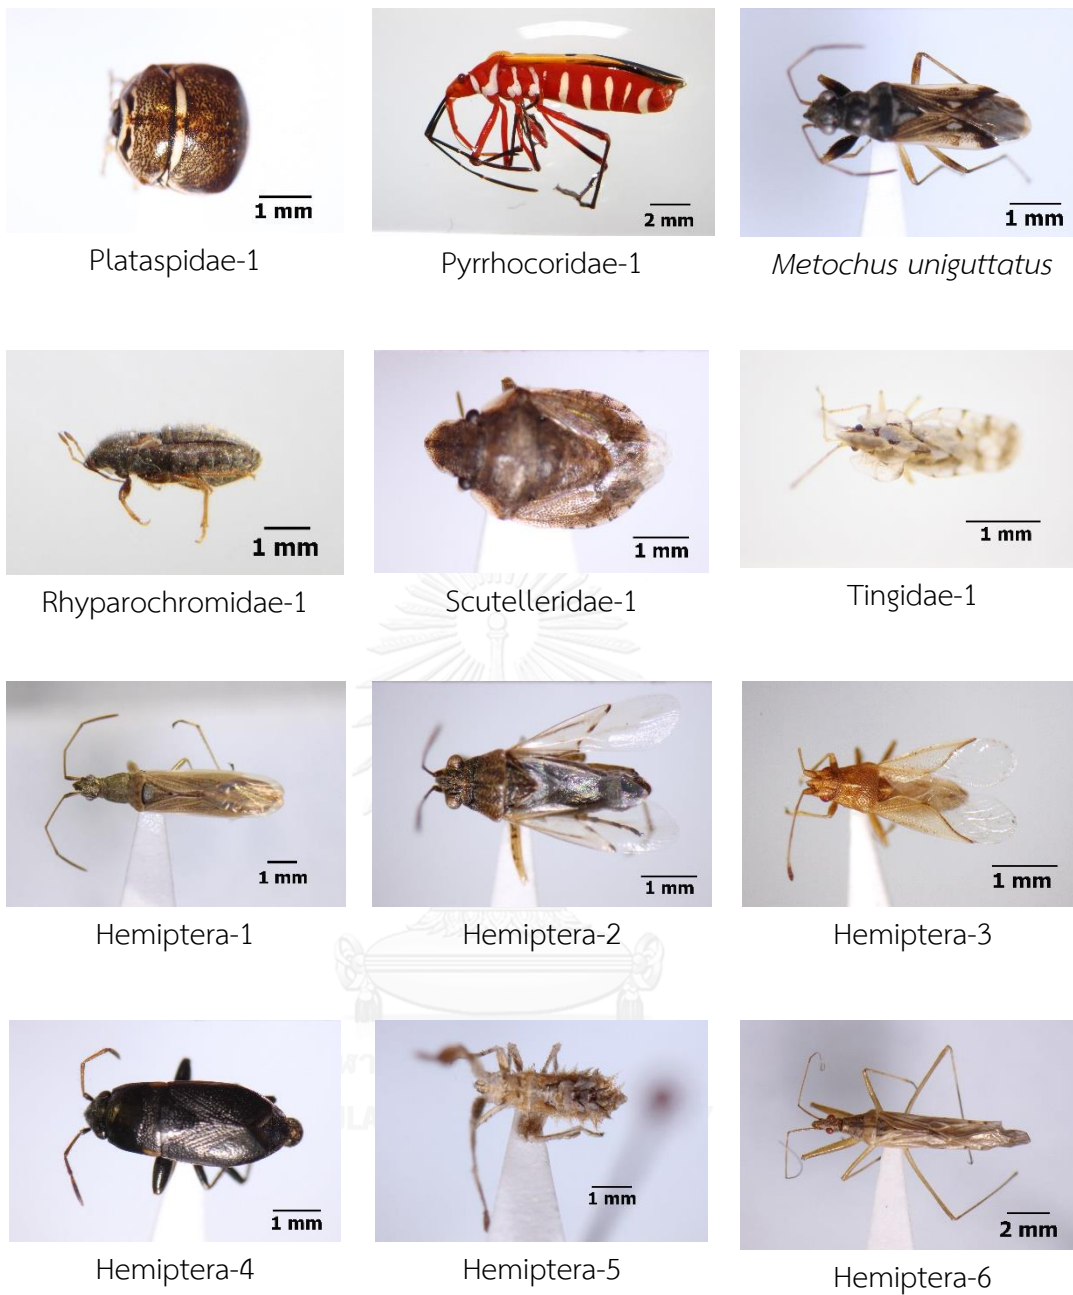 1 mm
2 mm
1 mm
Plataspidae-1
Pyrrhocoridae-1
Metochus uniguttatus
1 mm
1 mm
1 mm
Rhyparochromidae-1
Scutelleridae-1
Tingidae-1
1 mm
1 mm
1 mm
Hemiptera-1
Hemiptera-2
Hemiptera-3
1 mm
1 mm
2 mm
Hemiptera-4
Hemiptera-5
Hemiptera-6